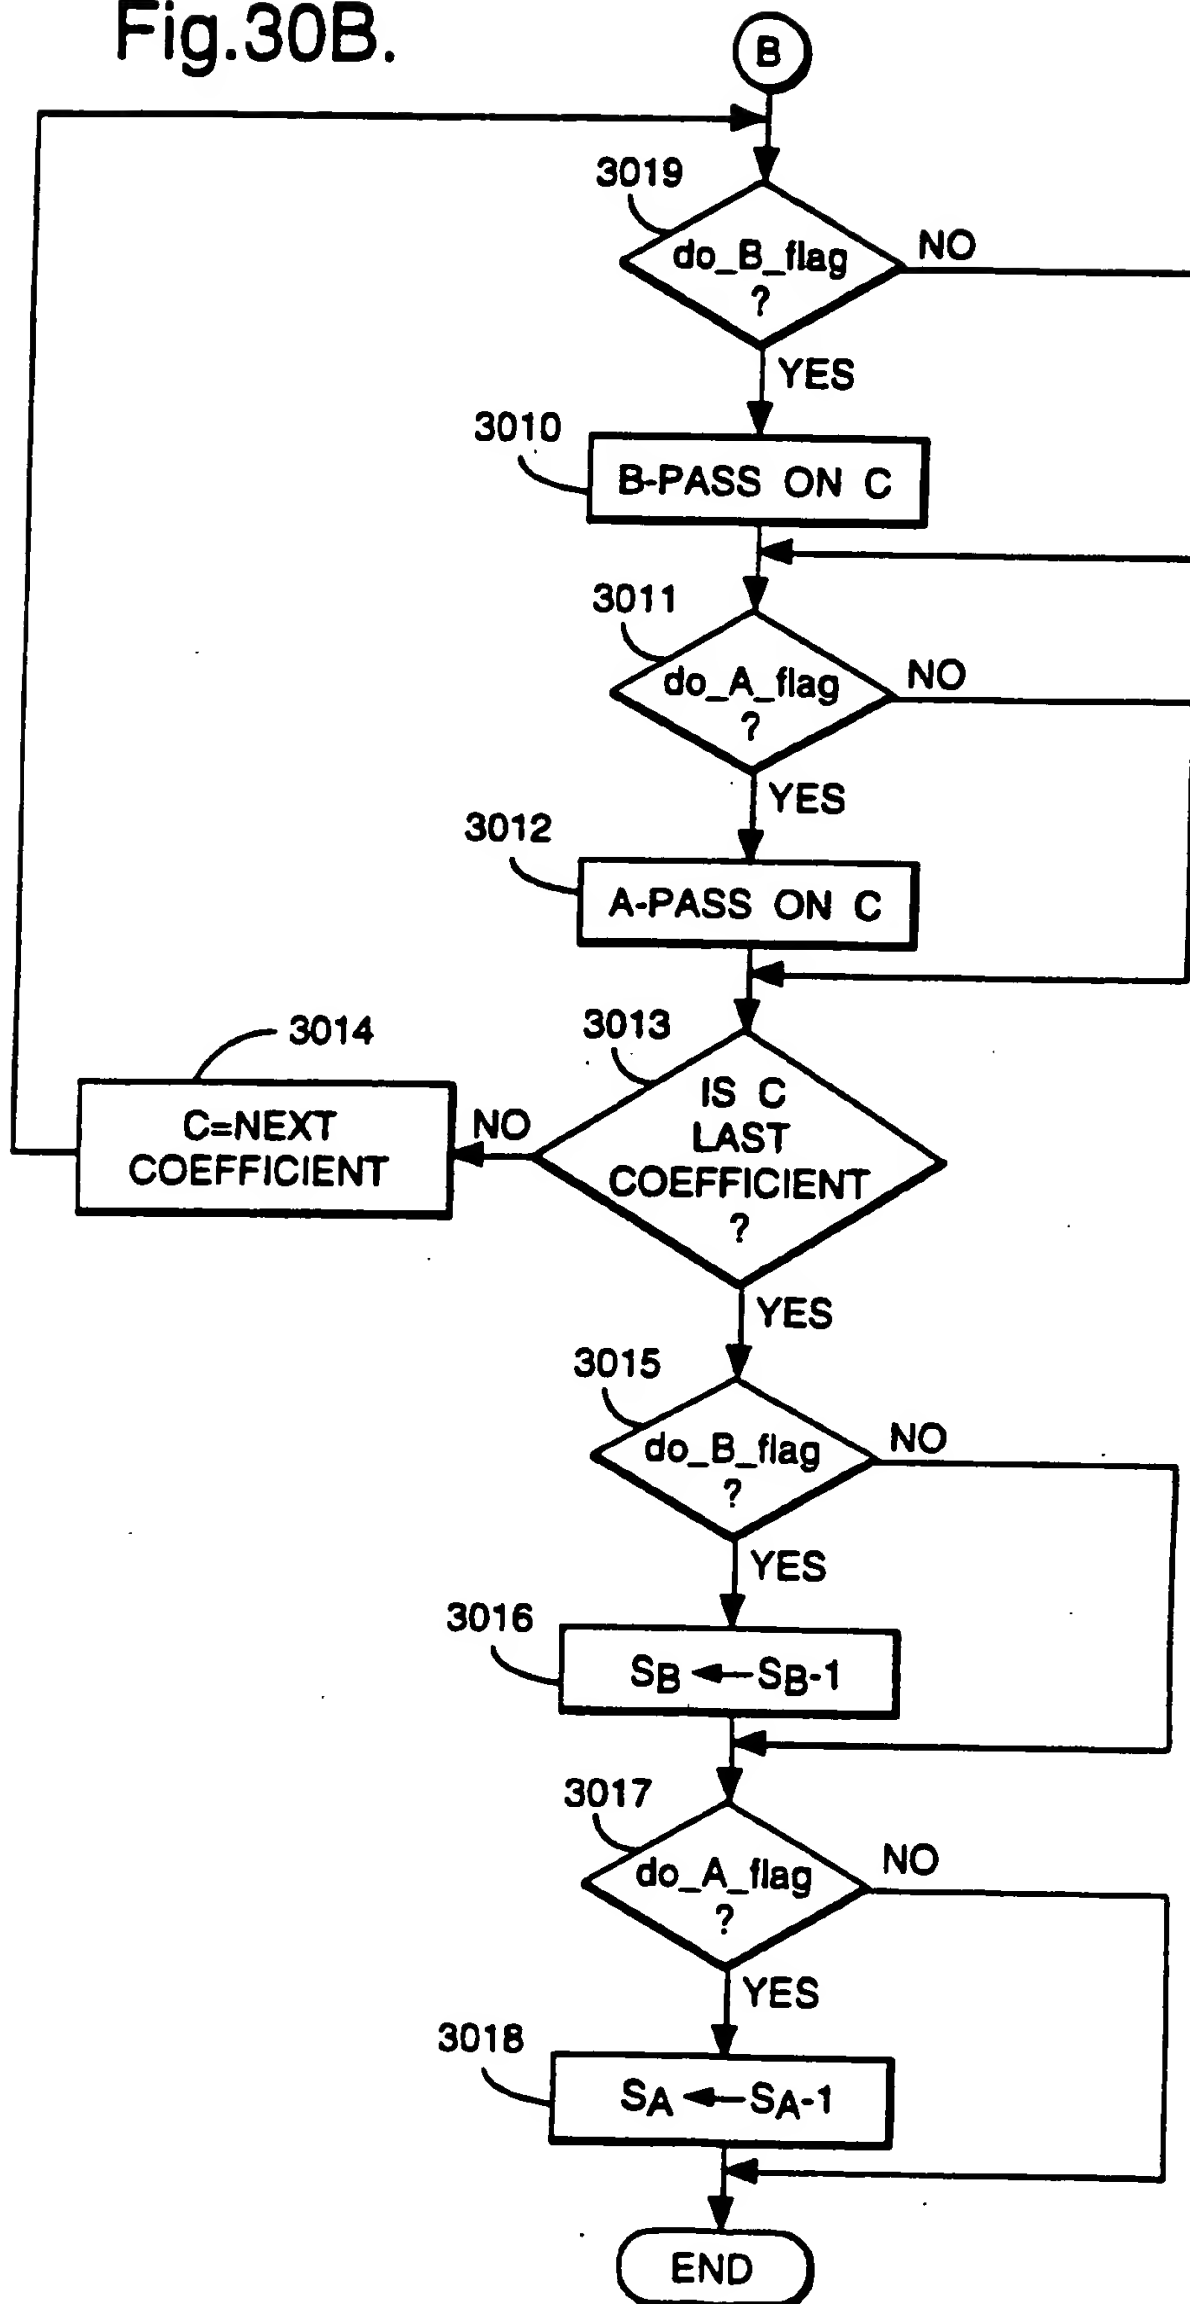 Fig.30B.
B
3019
do_B_flag
?
NO
YES
3010
B-PASS ON C
3011
do_A_flag
?
NO
YES
3012
A-PASS ON C
3013
IS C
LAST
COEFFICIENT
?
NO
3014
C=NEXT
COEFFICIENT
YES
3015
do_B_flag
?
NO
YES
3016
SB ← SB-1
3017
do_A_flag
?
NO
YES
3018
SA ← SA-1
END